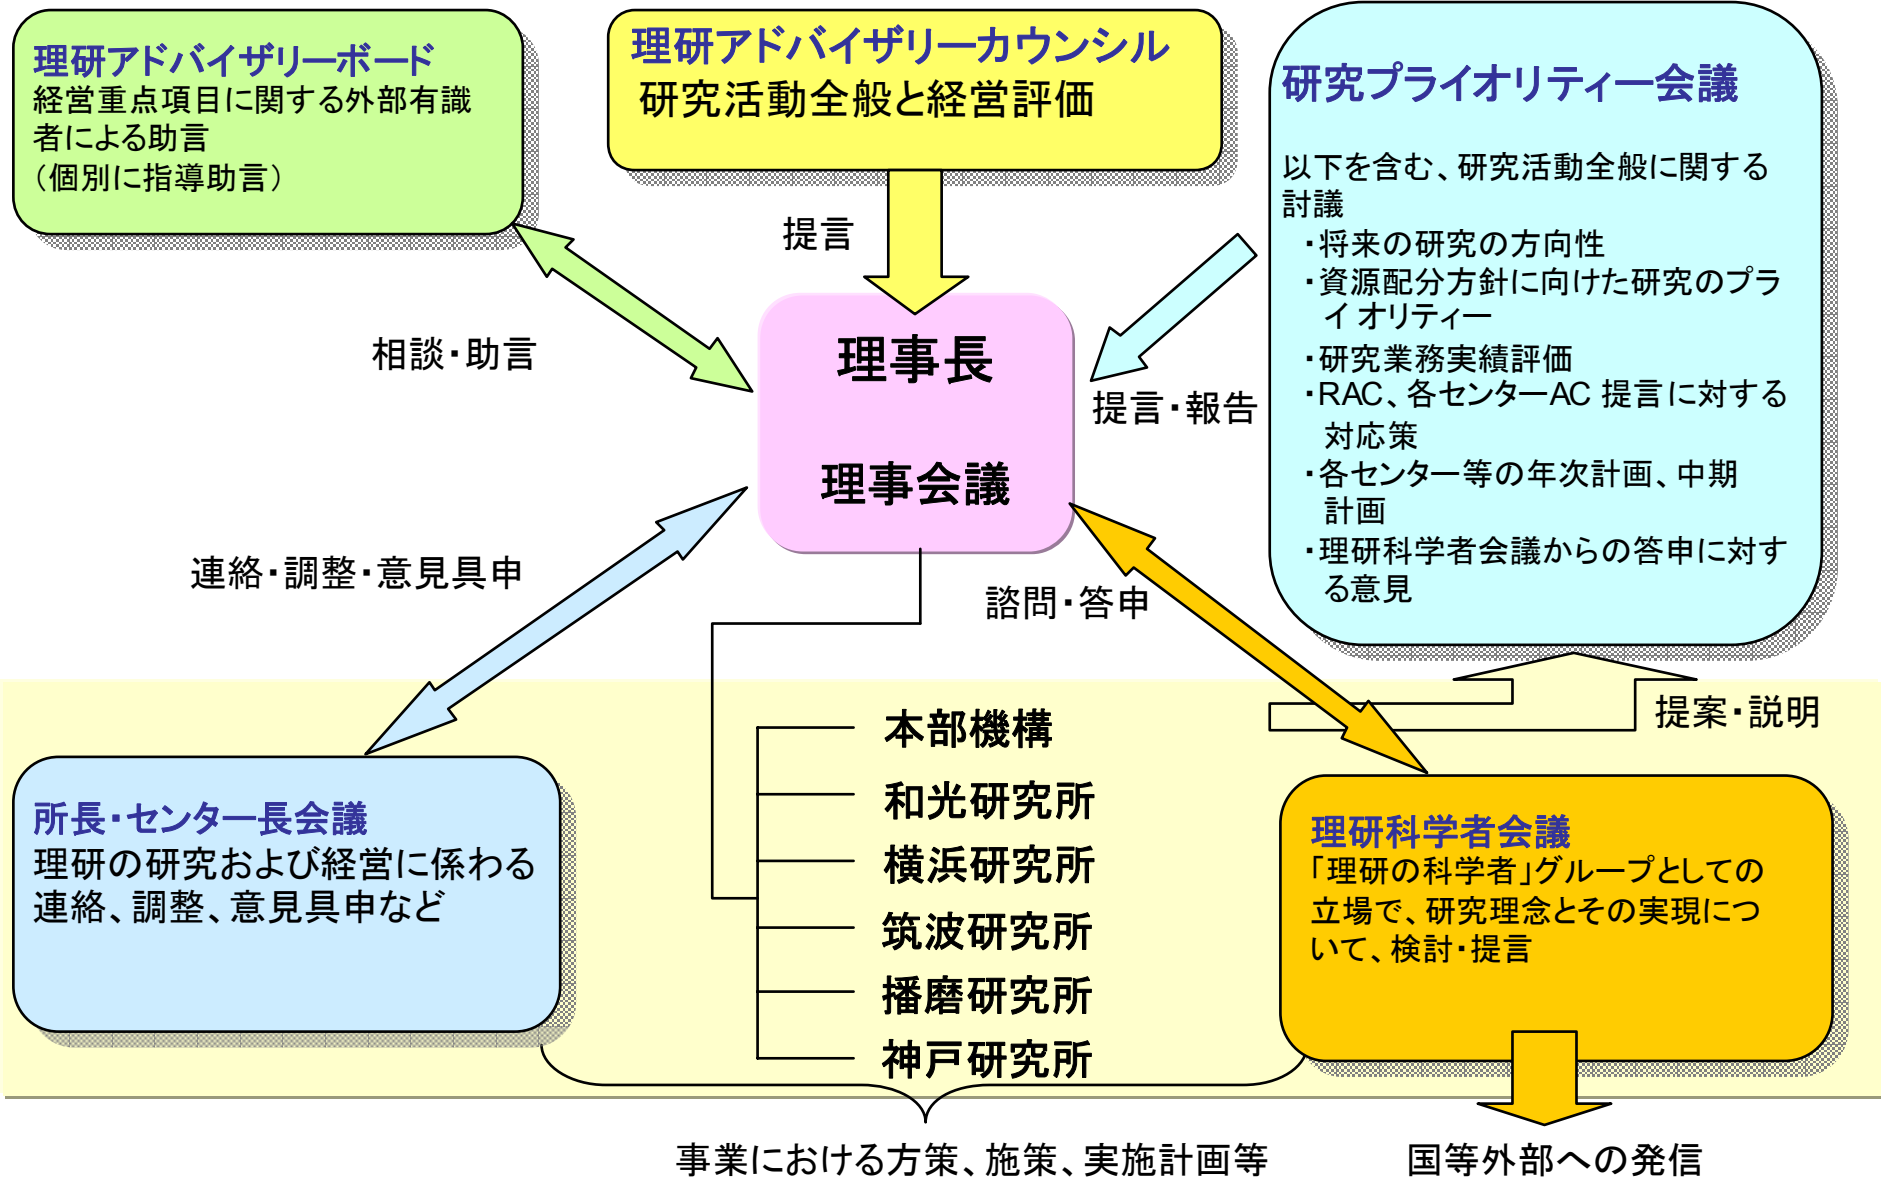 理研アドバイザリーボード
経営重点項目に関する外部有識
者による助言
（個別に指導助言）
理研アドバイザリーカウンシル
研究活動全般と経営評価
研究プライオリティー会議
以下を含む、研究活動全般に関する
討議
・将来の研究の方向性
・資源配分方針に向けた研究のプラ
イオリティー
・研究業務実績評価
・RAC、各センターAC 提言に対する
対応策
・各センター等の年次計画、中期
計画
・理研科学者会議からの答申に対す
る意見
提言
相談・助言
提言・報告
理事長
理事会議
連絡・調整・意見具申
諮問・答申
提案・説明
所長・センター長会議
理研の研究および経営に係わる
連絡、調整、意見具申など
本部機構
和光研究所
横浜研究所
筑波研究所
播磨研究所
神戸研究所
理研科学者会議
「理研の科学者」グループとしての
立場で、研究理念とその実現につ
いて、検討・提言
事業における方策、施策、実施計画等
国等外部への発信